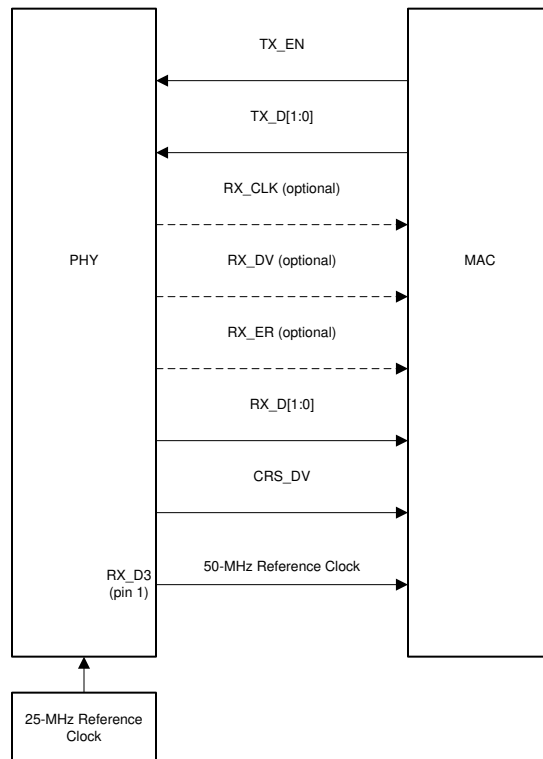 TX_EN
TX_D[1:0]
RX_CLK (optional)
PHY
RX_DV (optional)
MAC
RX_ER (optional)
RX_D[1:0]
CRS_DV
RX_D3
(pin 1)
50-MHz Reference Clock
25-MHz Reference
Clock